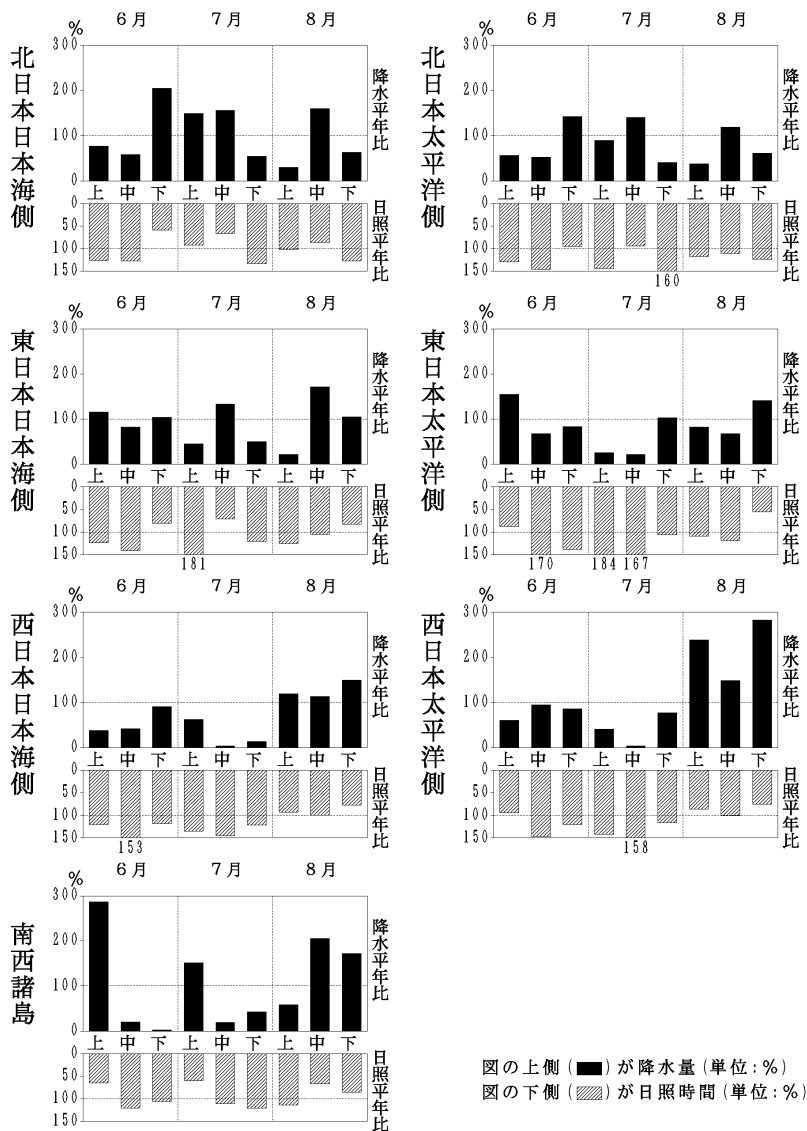 北日本日本海側
% 6月 7月 8月
300
200
100
0
上 中 下 上 中 下 上 中 下
降水平年比
0
50
100
150
日照平年比
北日本太平洋側
% 6月 7月 8月
300
200
100
0
上 中 下 上 中 下 上 中 下
降水平年比
0
50
100
150
160
日照平年比
東日本日本海側
% 6月 7月 8月
300
200
100
0
上 中 下 上 中 下 上 中 下
降水平年比
0
50
100
150
181
日照平年比
東日本太平洋側
% 6月 7月 8月
300
200
100
0
上 中 下 上 中 下 上 中 下
降水平年比
0
50
100
150
170 184 167
日照平年比
西日本日本海側
% 6月 7月 8月
300
200
100
0
上 中 下 上 中 下 上 中 下
降水平年比
0
50
100
150
153
日照平年比
西日本太平洋側
% 6月 7月 8月
300
200
100
0
上 中 下 上 中 下 上 中 下
降水平年比
0
50
100
150
158
日照平年比
南西諸島
% 6月 7月 8月
300
200
100
0
上 中 下 上 中 下 上 中 下
降水平年比
0
50
100
150
日照平年比
図の上側( )が降水量(単位:%)
図の下側( )が日照時間(単位:%)